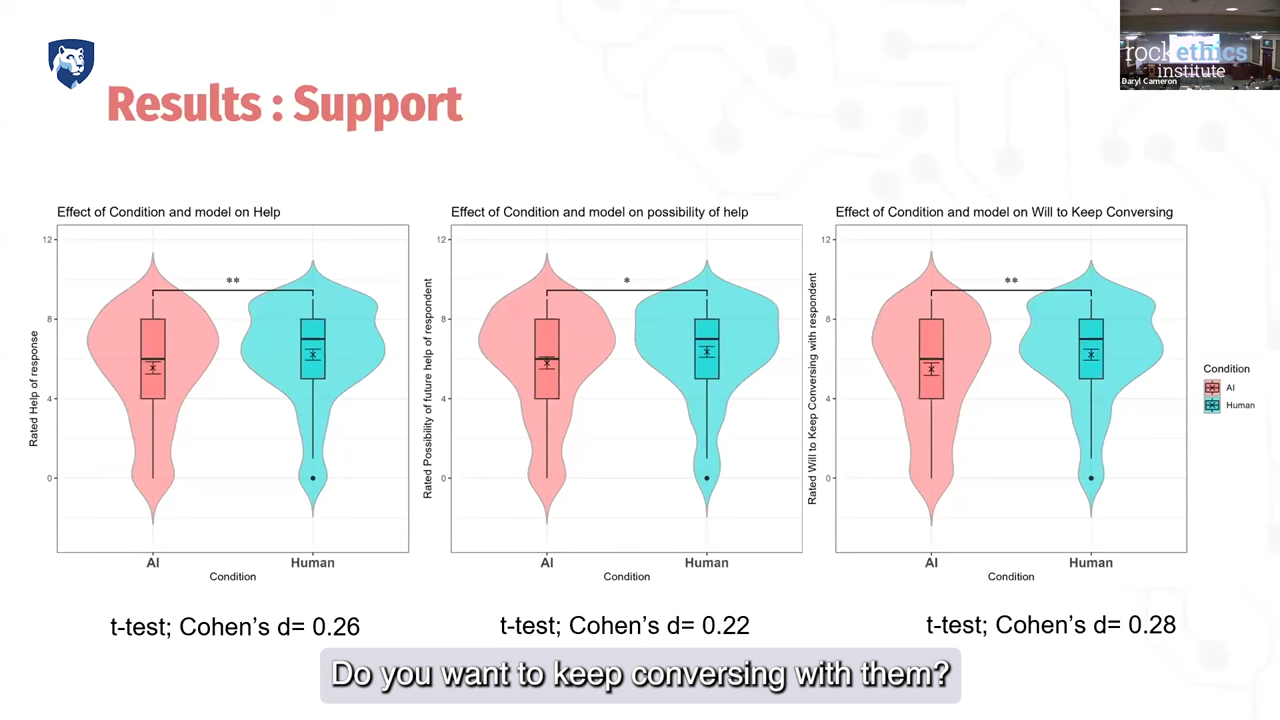 rockethics
institute
Daryl Cameron
Results : Support
Effect of Condition and model on Help
12
8
4
0
Rated Help of response
**
AI
Human
Condition
Effect of Condition and model on possibility of help
12
8
4
0
Rated Possibility of future help of respondent
*
AI
Human
Condition
Effect of Condition and model on Will to Keep Conversing
12
8
4
0
Rated Will to Keep Conversing with respondent
**
AI
Human
Condition
Condition
AI
Human
t-test; Cohen’s d= 0.26
t-test; Cohen’s d= 0.22
t-test; Cohen’s d= 0.28
Do you want to keep conversing with them?